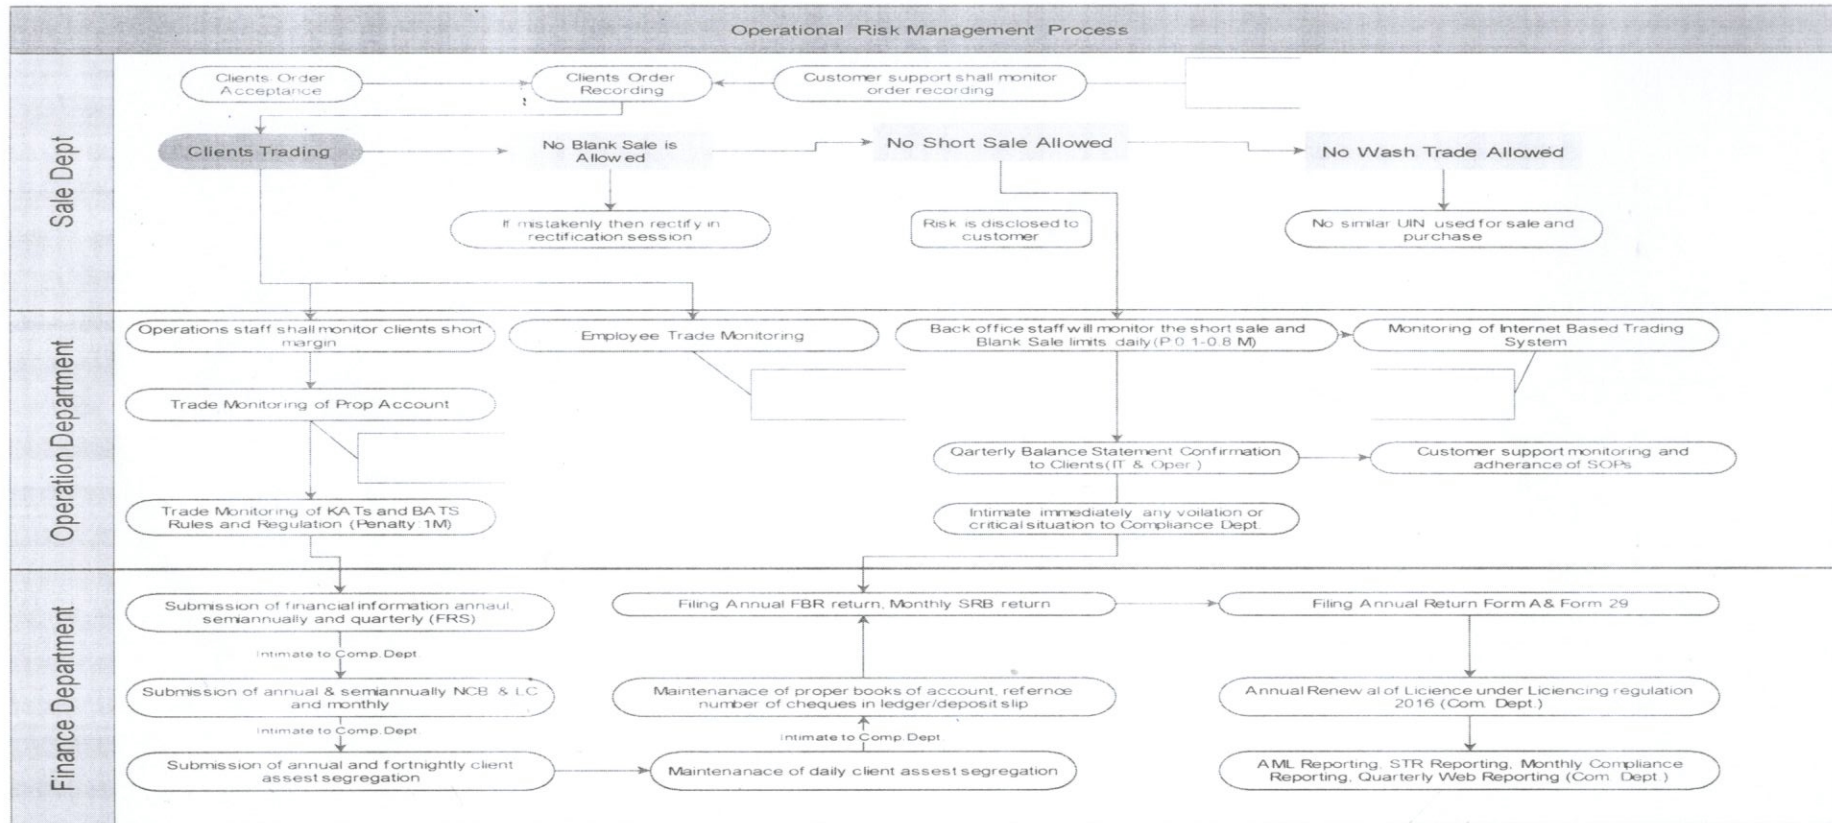 Operational Risk Management Process
Sale Dept
Clients Order
Acceptance
Clients Order
Recording
Customer support shall monitor
order recording
Clients Trading
No Blank Sale is
Allowed
No Short Sale Allowed
No Wash Trade Allowed
If mistakenly then rectify in
rectification session
Risk is disclosed to
customer
No similar UIN used for sale and
purchase
Operation Department
Operations staff shall monitor clients short
margin
Employee Trade Monitoring
Back office staff will monitor the short sale and
Blank Sale limits daily(P 0.1-0.8 M)
Monitoring of Internet Based Trading
System
Trade Monitoring of Prop Account
Qarterly Balance Statement Confirmation
to Clients(IT & Oper.)
Customer support monitoring and
adherance of SOPs
Trade Monitoring of KATs and BATS
Rules and Regulation (Penalty:1M)
Intimate immediately any voilation or
critical situation to Compliance Dept.
Finance Department
Submission of financial information annaul,
semiannually and quarterly (FRS)
Filing Annual FBR return, Monthly SRB return
Filing Annual Return Form A& Form 29
Intimate to Comp.Dept
Submission of annual & semiannually NCB & LC
and monthly
Maintenanace of proper books of account, refernce
number of cheques in ledger/deposit slip
Annual Renewal of Licience under Liciencing regulation
2016 (Com. Dept.)
Intimate to Comp.Dept.
Intimate to Comp.Dept.
Submission of annual and fortnightly client
assest segregation
Maintenanace of daily client assest segregation
AML Reporting, STR Reporting, Monthly Compliance
Reporting, Quarterly Web Reporting (Com. Dept.)